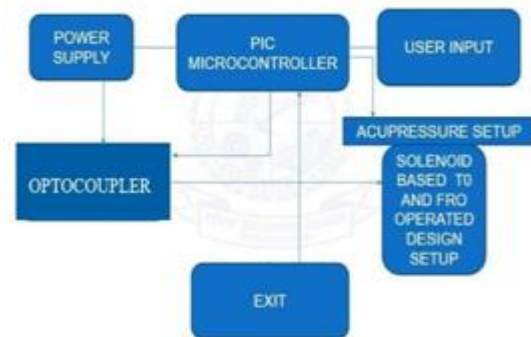 POWER
SUPPLY
PIC
MICROCONTROLLER
USER INPUT
ACUPRESSURE SETUP
OPTOCOUPLER
SOLENOID
BASED T0
AND FRO
OPERATED
DESIGN
SETUP
EXIT